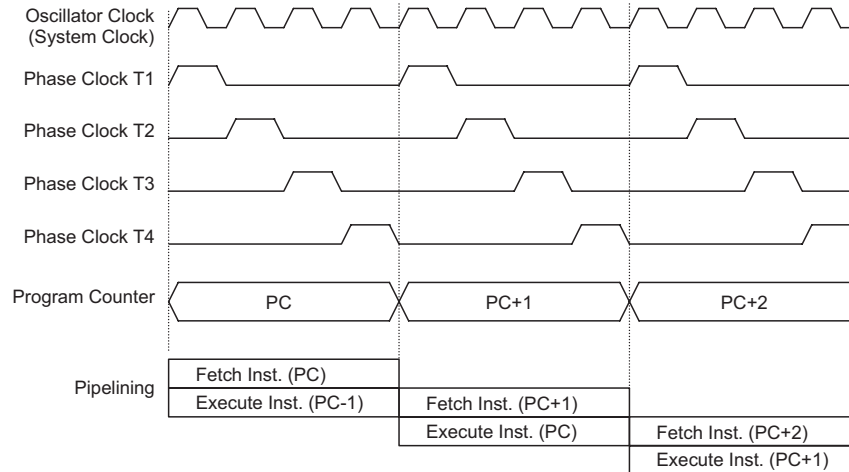 Oscillator Clock
(System Clock)
Phase Clock T1
Phase Clock T2
Phase Clock T3
Phase Clock T4
Program Counter
PC
PC+1
PC+2
Pipelining
Fetch Inst. (PC)
Execute Inst. (PC-1)
Fetch Inst. (PC+1)
Execute Inst. (PC)
Fetch Inst. (PC+2)
Execute Inst. (PC+1)